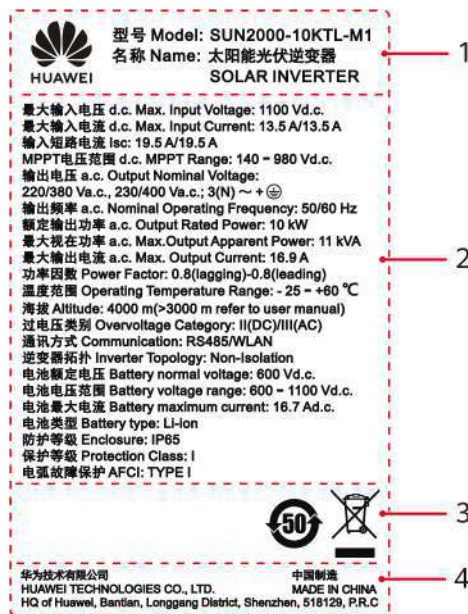 HUAWEI
型号 Model: SUN2000-10KTL-M1
名称 Name: 太阳能光伏逆变器
SOLAR INVERTER
1
最大输入电压 d.c. Max. Input Voltage: 1100 Vd.c.
最大输入电流 d.c. Max. Input Current: 13.5 A/13.5 A
输入短路电流 Isc: 19.5 A/19.5 A
MPPT电压范围 d.c. MPPT Range: 140 - 980 Vd.c.
输出电压 a.c. Output Nominal Voltage:
220/380 Va.c., 230/400 Va.c.; 3(N) ~ + ⏚
输出频率 a.c. Nominal Operating Frequency: 50/60 Hz
额定输出功率 a.c. Output Rated Power: 10 kW
最大视在功率 a.c. Max.Output Apparent Power: 11 kVA
最大输出电流 a.c. Max. Output Current: 16.9 A
功率因数 Power Factor: 0.8(lagging)-0.8(leading)
温度范围 Operating Temperature Range: - 25 - +60 ℃
海拔 Altitude: 4000 m(>3000 m refer to user manual)
过电压类别 Overvoltage Category: II(DC)/III(AC)
通讯方式 Communication: RS485/WLAN
逆变器拓扑 Inverter Topology: Non-Isolation
电池额定电压 Battery normal voltage: 600 Vd.c.
电池电压范围 Battery voltage range: 600 - 1100 Vd.c.
电池最大电流 Battery maximum current: 16.7 Ad.c.
电池类型 Battery type: Li-ion
防护等级 Enclosure: IP65
保护等级 Protection Class: I
电弧故障保护 AFCI: TYPE I
2
50
3
华为技术有限公司 中国制造
HUAWEI TECHNOLOGIES CO., LTD. MADE IN CHINA
HQ of Huawei, Bantian, Longgang District, Shenzhen, 518129, P.R.C
4